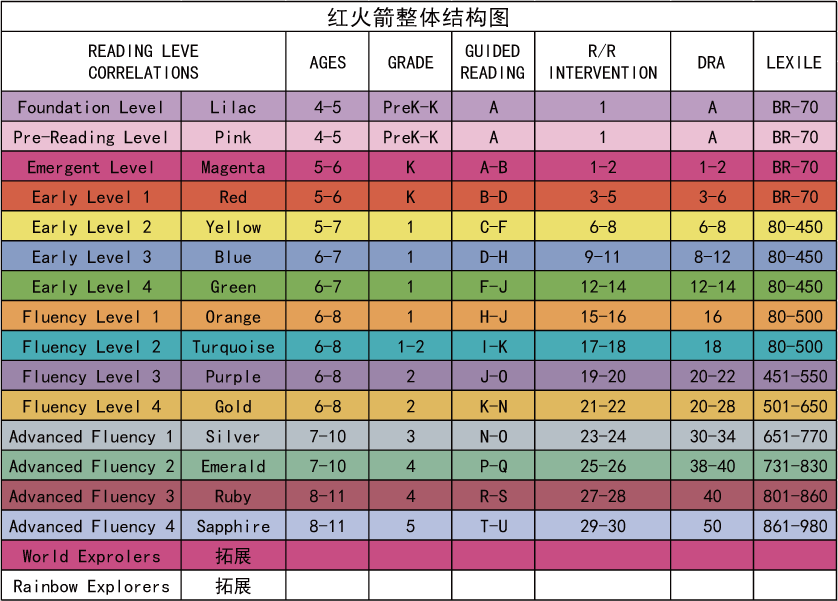 红火箭整体结构图
READING LEVE CORRELATIONS AGES GRADE GUIDED READING R/R INTERVENTION DRA LEXILE
Foundation Level Lilac 4-5 PreK-K A 1 A BR-70
Pre-Reading Level Pink 4-5 PreK-K A 1 A BR-70
Emergent Level Magenta 5-6 K A-B 1-2 1-2 BR-70
Early Level 1 Red 5-6 K B-D 3-5 3-6 BR-70
Early Level 2 Yellow 5-7 1 C-F 6-8 6-8 80-450
Early Level 3 Blue 6-7 1 D-H 9-11 8-12 80-450
Early Level 4 Green 6-7 1 F-J 12-14 12-14 80-450
Fluency Level 1 Orange 6-8 1 H-J 15-16 16 80-500
Fluency Level 2 Turquoise 6-8 1-2 I-K 17-18 18 80-500
Fluency Level 3 Purple 6-8 2 J-O 19-20 20-22 451-550
Fluency Level 4 Gold 6-8 2 K-N 21-22 20-28 501-650
Advanced Fluency 1 Silver 7-10 3 N-O 23-24 30-34 651-770
Advanced Fluency 2 Emerald 7-10 4 P-Q 25-26 38-40 731-830
Advanced Fluency 3 Ruby 8-11 4 R-S 27-28 40 801-860
Advanced Fluency 4 Sapphire 8-11 5 T-U 29-30 50 861-980
World Exprolers 拓展
Rainbow Explorers 拓展